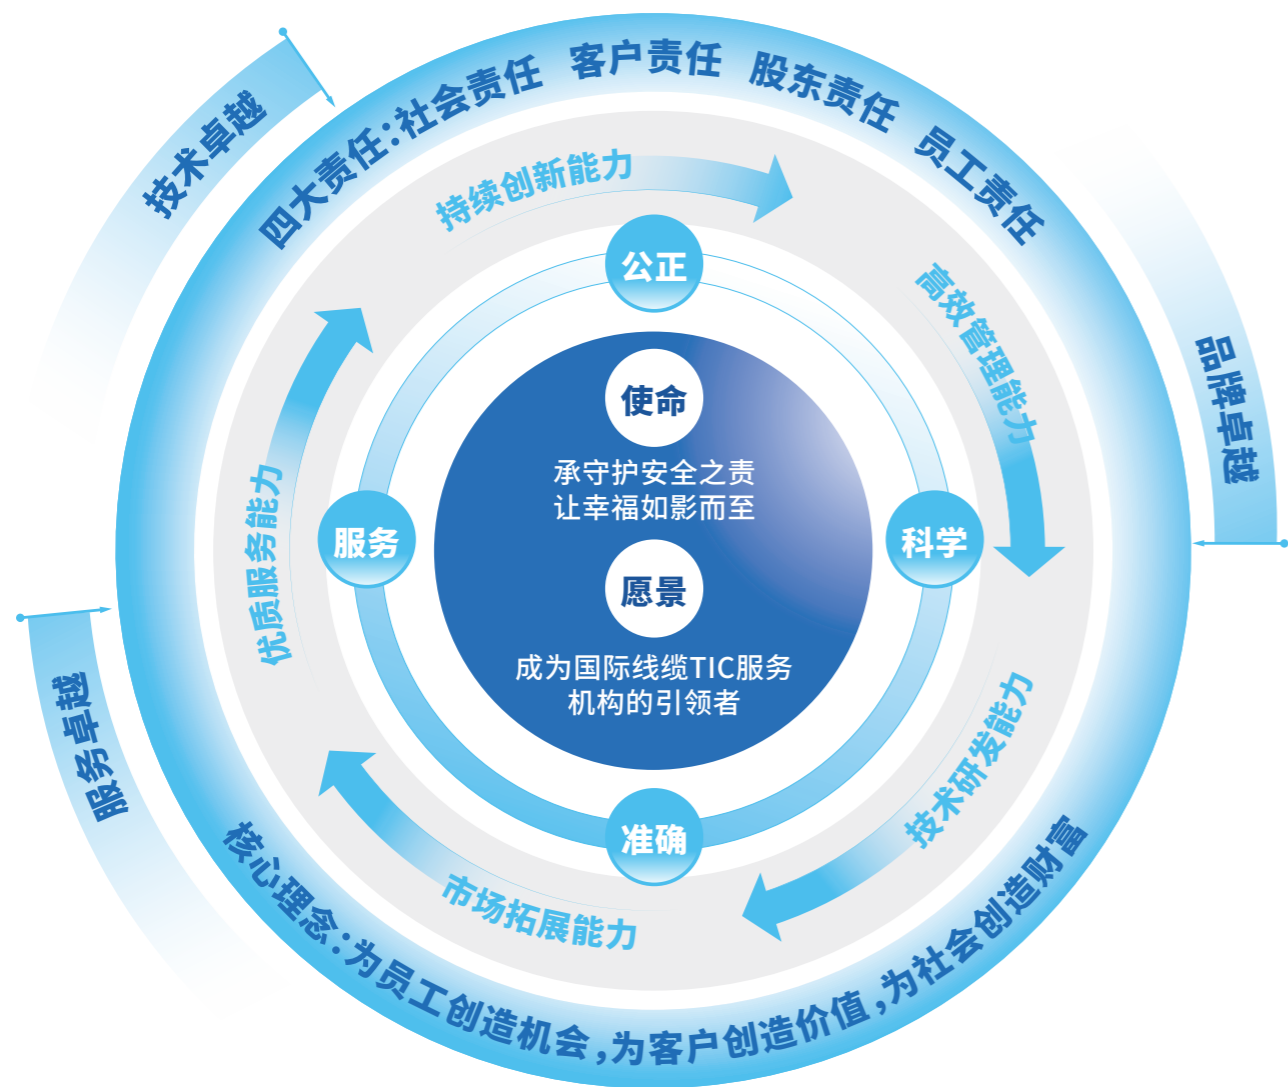 技术卓越
四大责任:社会责任 客户责任 股东责任 员工责任
品牌卓越
服务卓越
持续创新能力
高效管理能力
技术研发能力
市场拓展能力
优质服务能力
公正
科学
准确
服务
使命
承守护安全之责
让幸福如影而至
愿景
成为国际线缆TIC服务
机构的引领者
核心理念:为员工创造机会,为客户创造价值,为社会创造财富